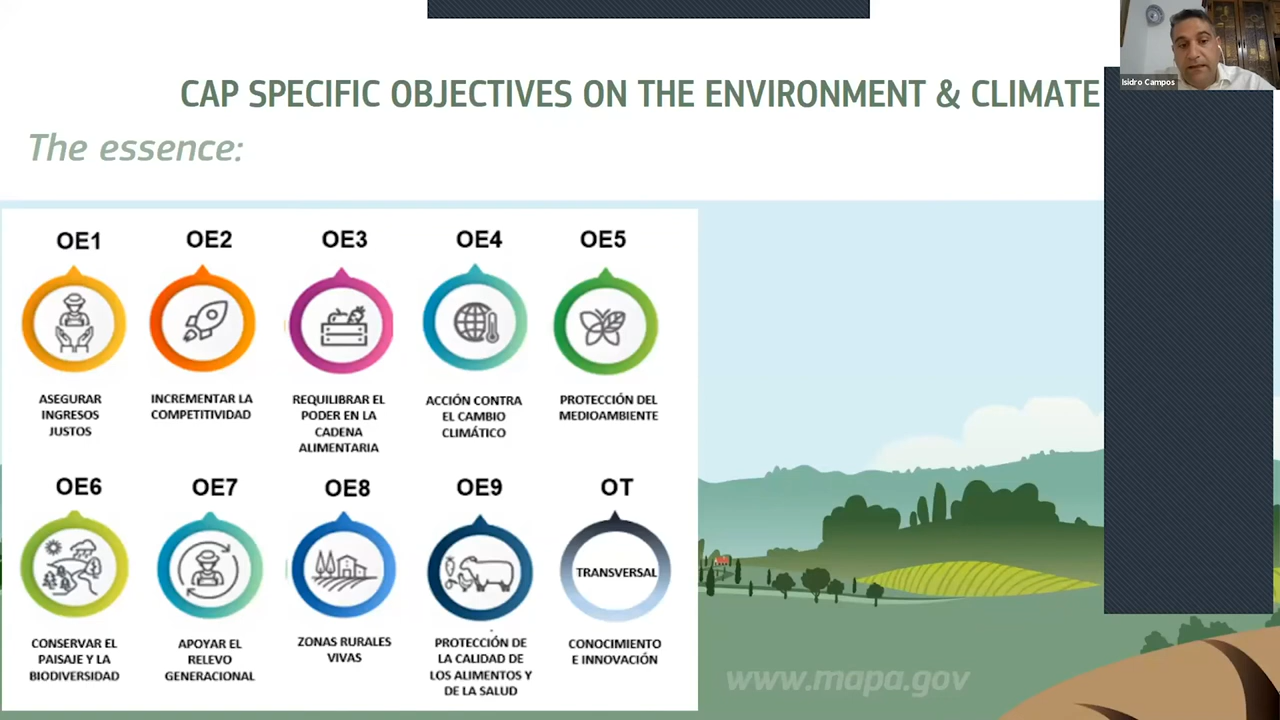 Isidro Campos
CAP SPECIFIC OBJECTIVES ON THE ENVIRONMENT & CLIMATE
The essence:
OE1
OE2
OE3
OE4
OE5
ASEGURAR
INGRESOS
JUSTOS
INCREMENTAR LA
COMPETITIVIDAD
REQUILIBRAR EL
PODER EN LA
CADENA
ALIMENTARIA
ACCIÓN CONTRA
EL CAMBIO
CLIMÁTICO
PROTECCIÓN DEL
MEDIOAMBIENTE
OE6
OE7
OE8
OE9
OT
TRANSVERSAL
CONSERVAR EL
PAISAJE Y LA
BIODIVERSIDAD
APOYAR EL
RELEVO
GENERACIONAL
ZONAS RURALES
VIVAS
PROTECCIÓN DE
LA CALIDAD DE
LOS ALIMENTOS Y
DE LA SALUD
CONOCIMIENTO
E INNOVACIÓN
www.mapa.gov